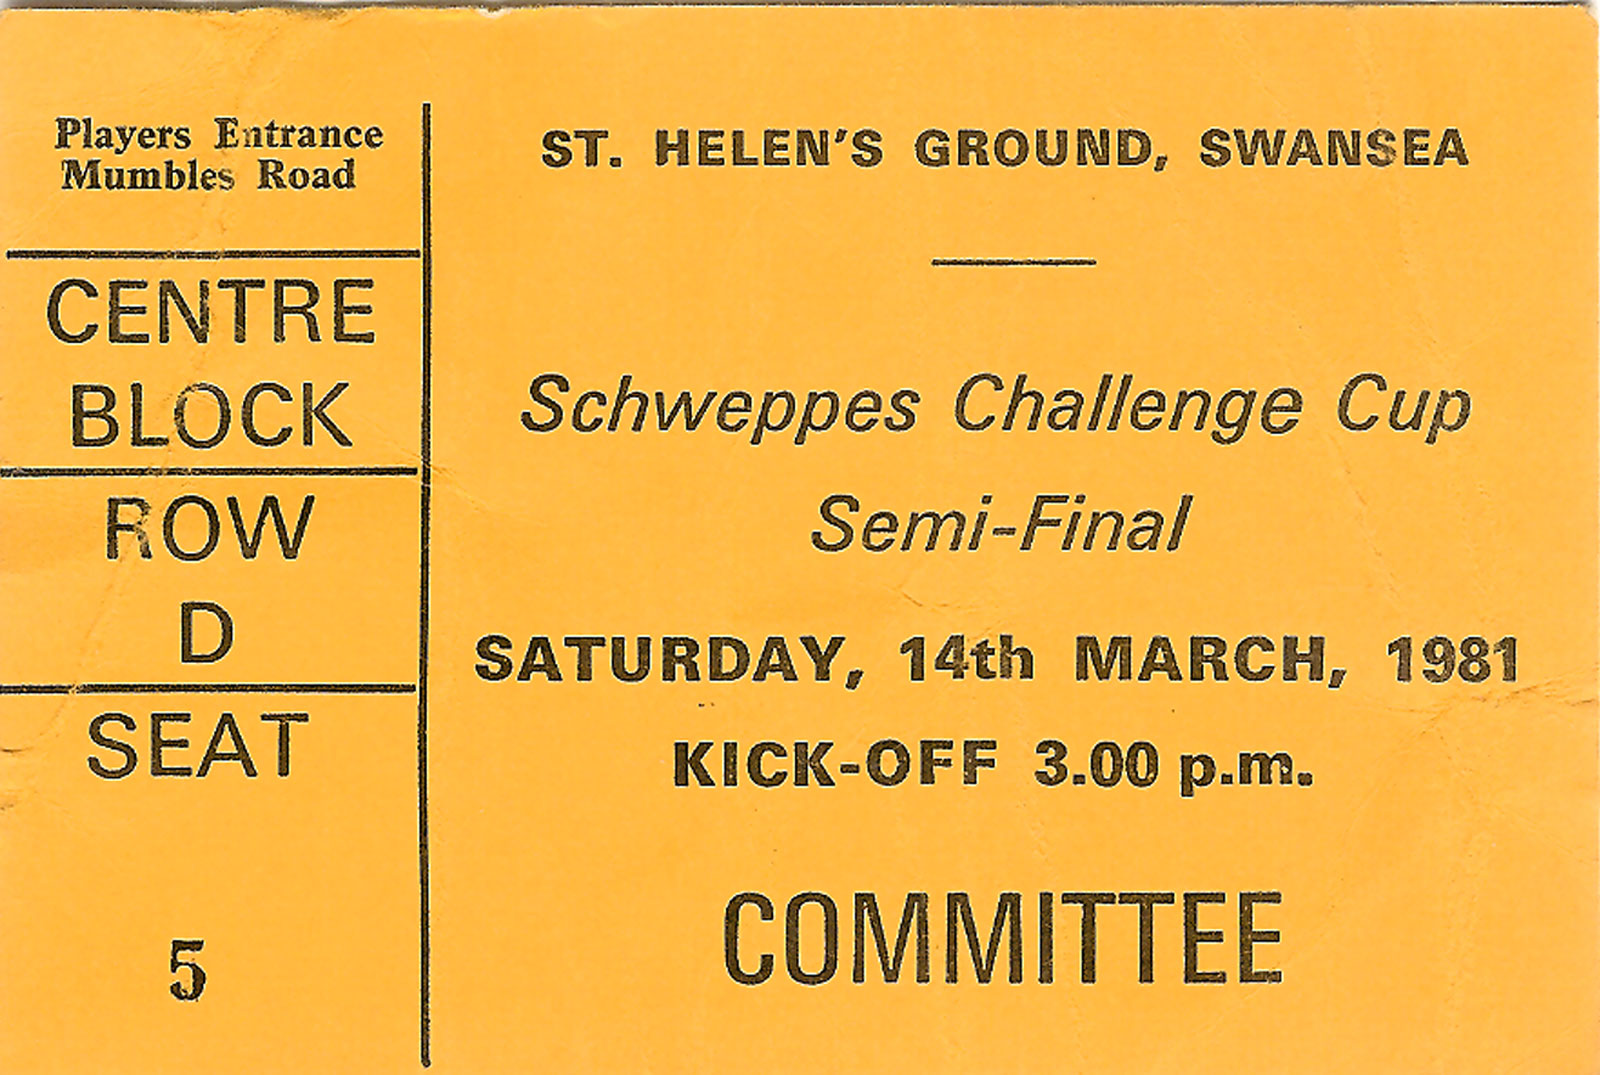 Players Entrance
Mumbles Road
CENTRE
BLOCK
ROW
D
SEAT
5
ST. HELEN'S GROUND, SWANSEA
Schweppes Challenge Cup
Semi-Final
SATURDAY, 14th MARCH, 1981
KICK-OFF 3.00 p.m.
COMMITTEE